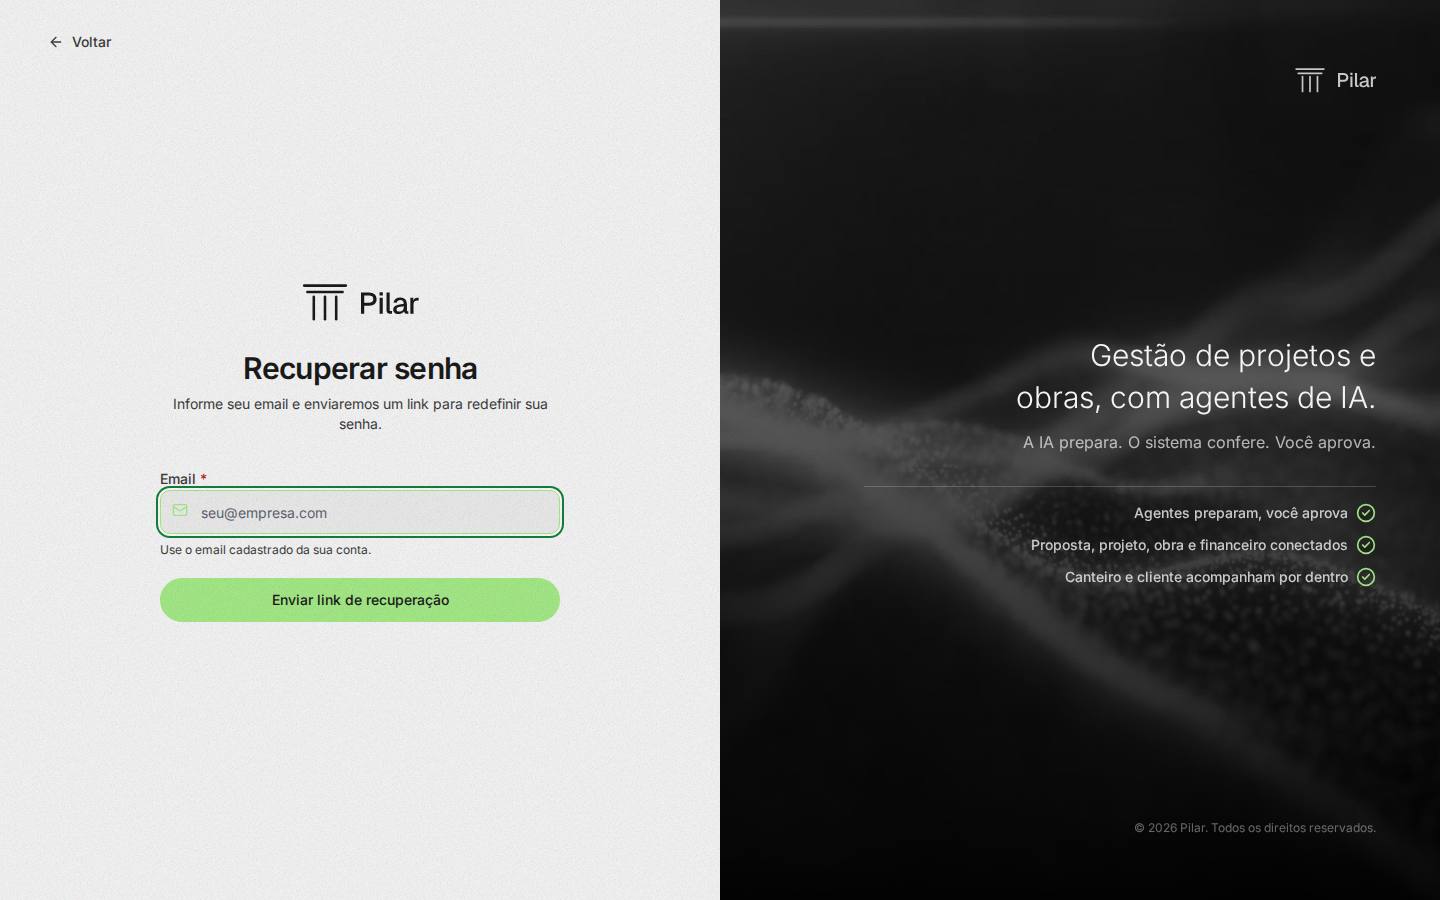 Voltar
Pilar
Recuperar senha
Informe seu email e enviaremos um link para redefinir sua
senha.
Email *
seu@empresa.com
Use o email cadastrado da sua conta.
Enviar link de recuperação
Pilar
Gestão de projetos e
obras, com agentes de IA.
A IA prepara. O sistema confere. Você aprova.
Agentes preparam, você aprova
Proposta, projeto, obra e financeiro conectados
Canteiro e cliente acompanham por dentro
© 2026 Pilar. Todos os direitos reservados.